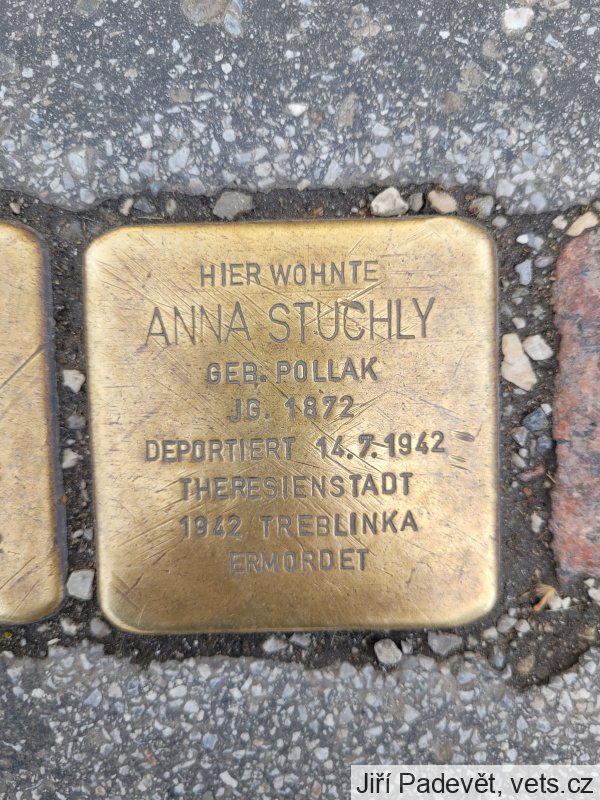 HIER WOHNTE
ANNA STUCHLY
GEB. POLLAK
JG. 1872
DEPORTIERT 14.7.1942
THERESIENSTADT
1942 TREBLINKA
ERMORDET
Jiří Padevět, vets.cz